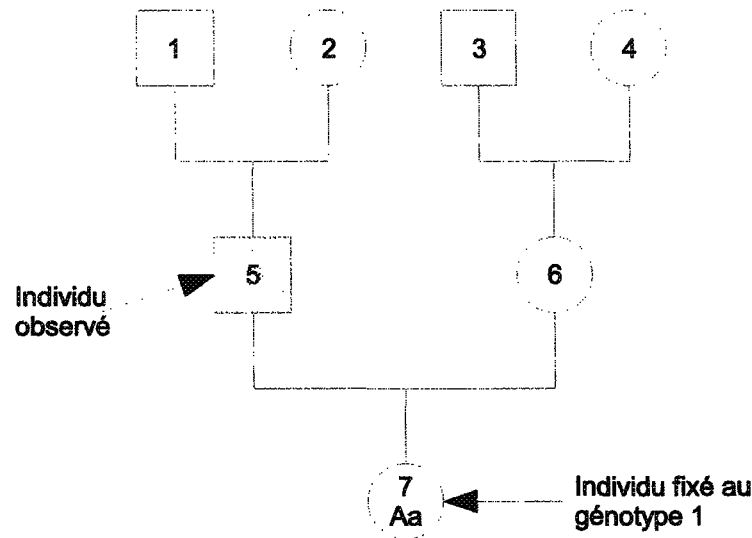 1 2 3 4
Individu
observé
5 6
7
Aa
Individu fixé au
génotype 1